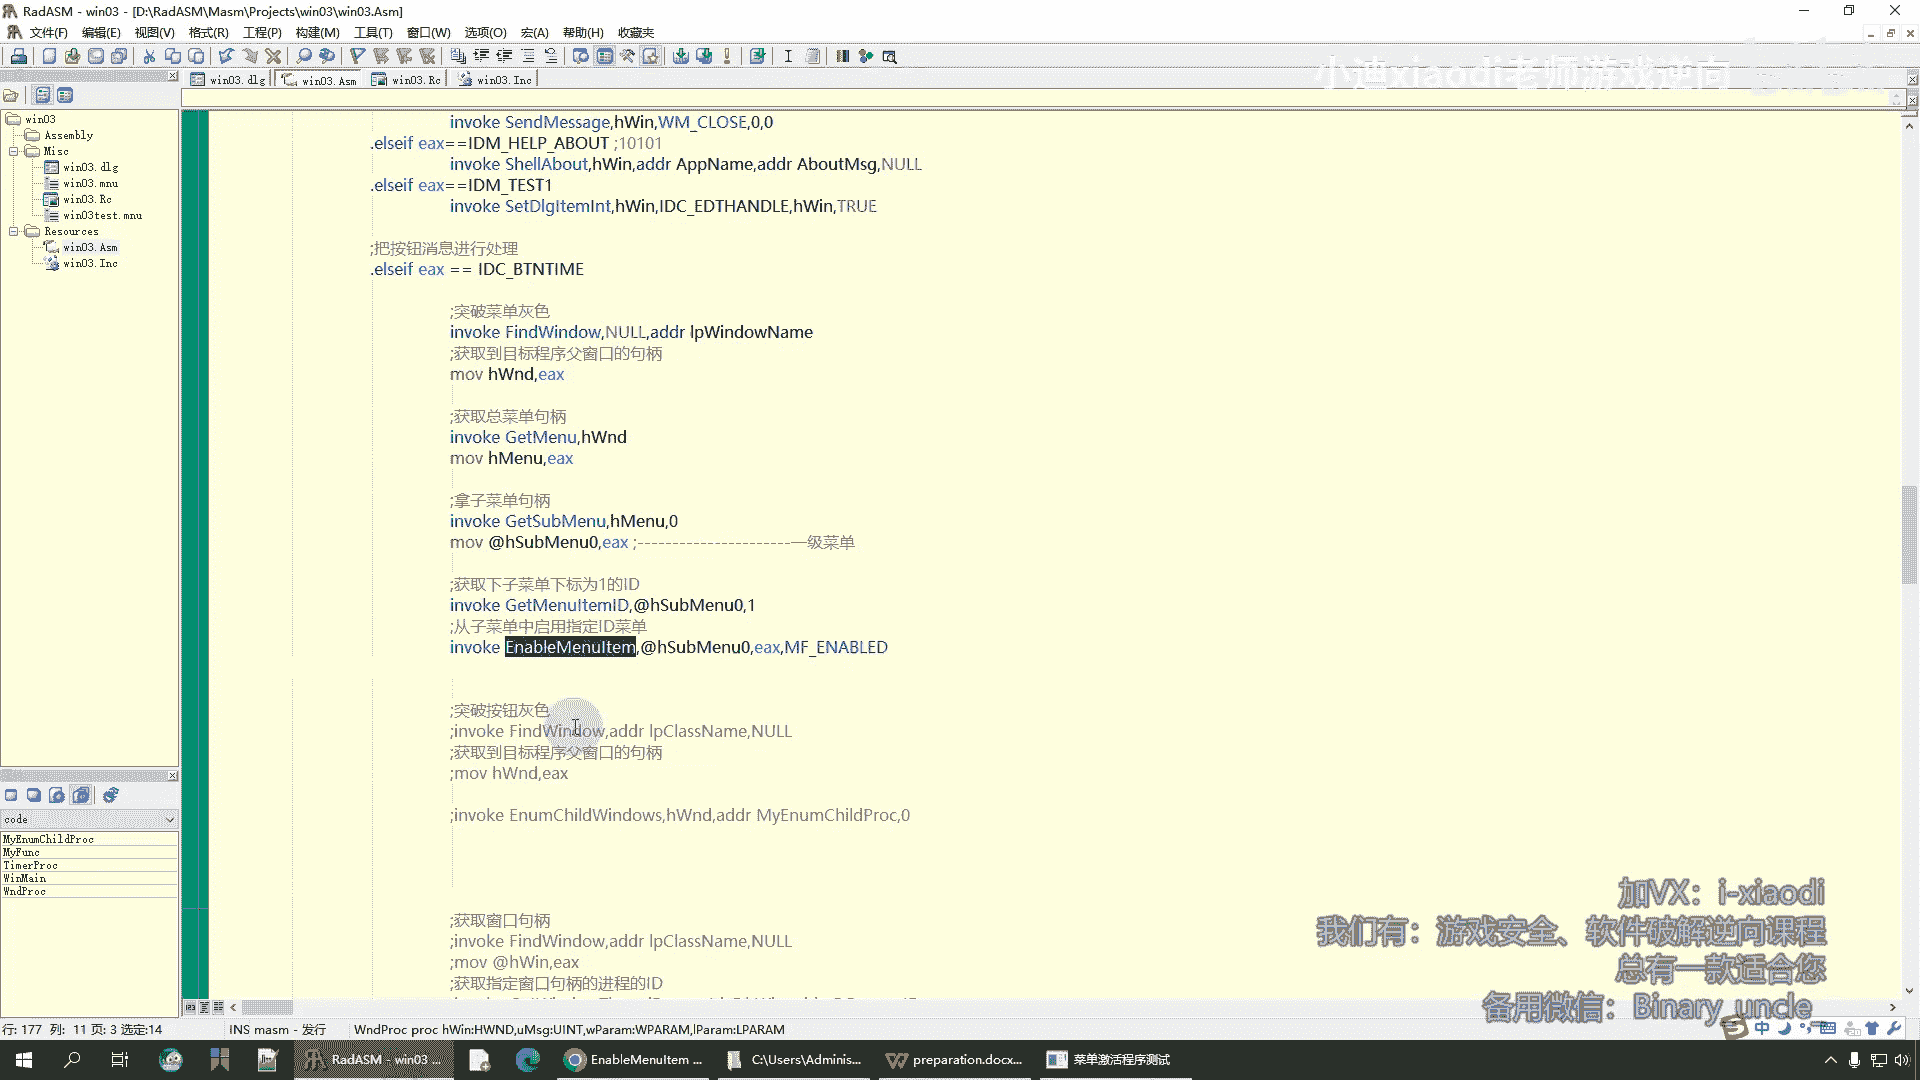 RadASM - win03 - [D:\RadASM\Masm\Projects\win03\win03.Asm]
文件(F) 编辑(E) 视图(V) 格式(R) 工程(P) 构建(M) 工具(T) 窗口(W) 选项(O) 宏(A) 帮助(H) 收藏夹
win03.dlg win03.Asm win03.Rc win03.Inc
小迪xiaodi老师游戏逆向
win03
Assembly
Misc
win03.dlg
win03.mnu
win03.Rc
win03test.mnu
Resources
win03.Asm
win03.Inc
code
MyEnumChildProc
MyFunc
TimerProc
WinMain
WndProc
invoke SendMessage,hWin,WM_CLOSE,0,0
.elseif eax==IDM_HELP_ABOUT ;10101
invoke ShellAbout,hWin,addr AppName,addr AboutMsg,NULL
.elseif eax==IDM_TEST1
invoke SetDlgItemInt,hWin,IDC_EDTHANDLE,hWin,TRUE
;把按钮消息进行处理
.elseif eax == IDC_BTNTIME
;突破菜单灰色
invoke FindWindow,NULL,addr lpWindowName
;获取到目标程序父窗口的句柄
mov hWnd,eax
;获取总菜单句柄
invoke GetMenu,hWnd
mov hMenu,eax
;拿子菜单句柄
invoke GetSubMenu,hMenu,0
mov @hSubMenu0,eax ;----------------------一级菜单
;获取下子菜单下标为1的ID
invoke GetMenuItemID,@hSubMenu0,1
;从子菜单中启用指定ID菜单
invoke EnableMenuItem,@hSubMenu0,eax,MF_ENABLED
;突破按钮灰色
;invoke FindWindow,addr lpClassName,NULL
;获取到目标程序父窗口的句柄
;mov hWnd,eax
;invoke EnumChildWindows,hWnd,addr MyEnumChildProc,0
;获取窗口句柄
;invoke FindWindow,addr lpClassName,NULL
;mov @hWin,eax
;获取指定窗口句柄的进程的ID
加VX：i-xiaodi
我们有：游戏安全、软件破解逆向课程
总有一款适合您
备用微信：Binary_uncle
行: 177 列: 11 页: 3 选定:14 INS masm - 发行 WndProc proc hWin:HWND,uMsg:UINT,wParam:WPARAM,lParam:LPARAM
中
RadASM - win03 ... EnableMenuItem ... C:\Users\Adminis... preparation.docx... 菜单激活程序测试